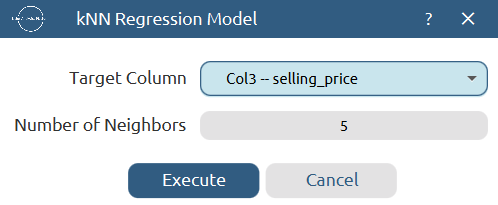 kNN Regression Model ?
Target Column Col3 -- selling_price
Number of Neighbors 5
Execute Cancel